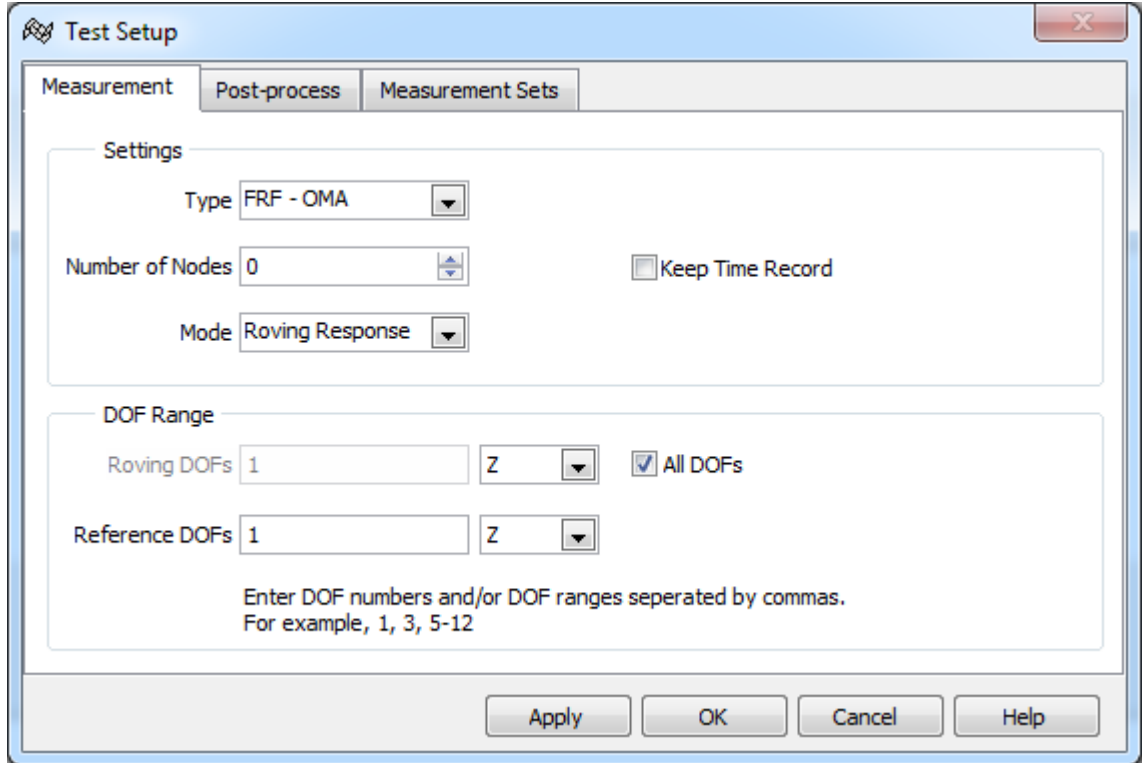 Test Setup
Measurement Post-process Measurement Sets
Settings
Type FRF - OMA
Number of Nodes 0 Keep Time Record
Mode Roving Response
DOF Range
Roving DOFs 1 Z All DOFs
Reference DOFs 1 Z
Enter DOF numbers and/or DOF ranges seperated by commas.
For example, 1, 3, 5-12
Apply OK Cancel Help